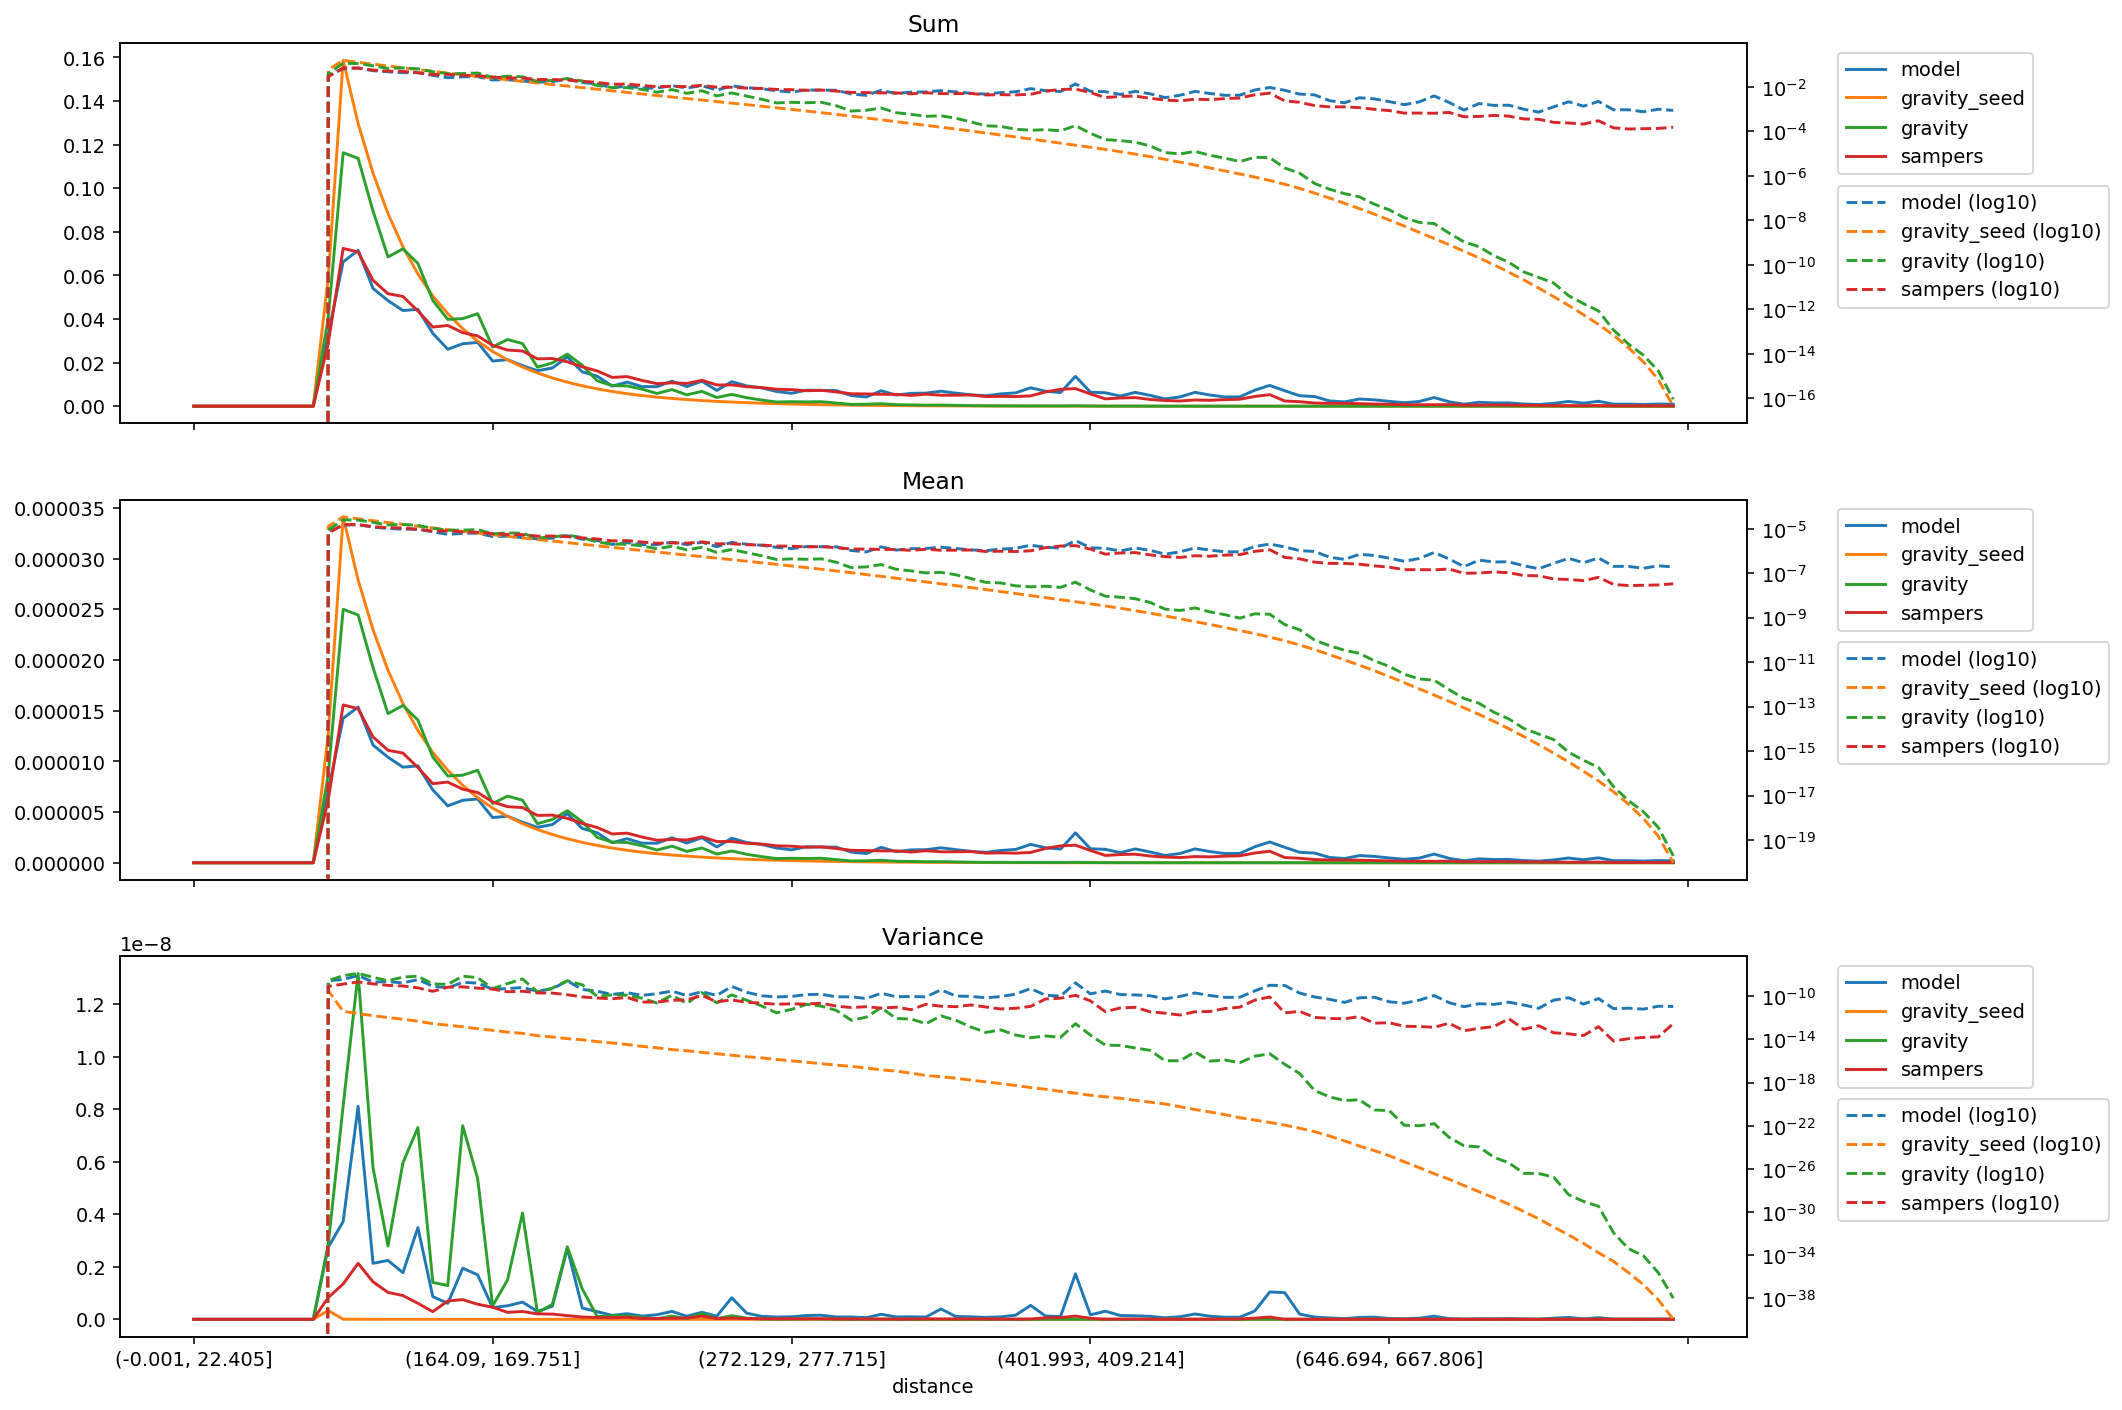 Sum
0.16
0.14
0.12
0.10
0.08
0.06
0.04
0.02
0.00
10⁻²
10⁻⁴
10⁻⁶
10⁻⁸
10⁻¹⁰
10⁻¹²
10⁻¹⁴
10⁻¹⁶
model
gravity_seed
gravity
sampers
model (log10)
gravity_seed (log10)
gravity (log10)
sampers (log10)
Mean
0.000035
0.000030
0.000025
0.000020
0.000015
0.000010
0.000005
0.000000
10⁻⁵
10⁻⁷
10⁻⁹
10⁻¹¹
10⁻¹³
10⁻¹⁵
10⁻¹⁷
10⁻¹⁹
model
gravity_seed
gravity
sampers
model (log10)
gravity_seed (log10)
gravity (log10)
sampers (log10)
Variance
1e−8
1.2
1.0
0.8
0.6
0.4
0.2
0.0
10⁻¹⁰
10⁻¹⁴
10⁻¹⁸
10⁻²²
10⁻²⁶
10⁻³⁰
10⁻³⁴
10⁻³⁸
model
gravity_seed
gravity
sampers
model (log10)
gravity_seed (log10)
gravity (log10)
sampers (log10)
(-0.001, 22.405] (164.09, 169.751] (272.129, 277.715] (401.993, 409.214] (646.694, 667.806]
distance